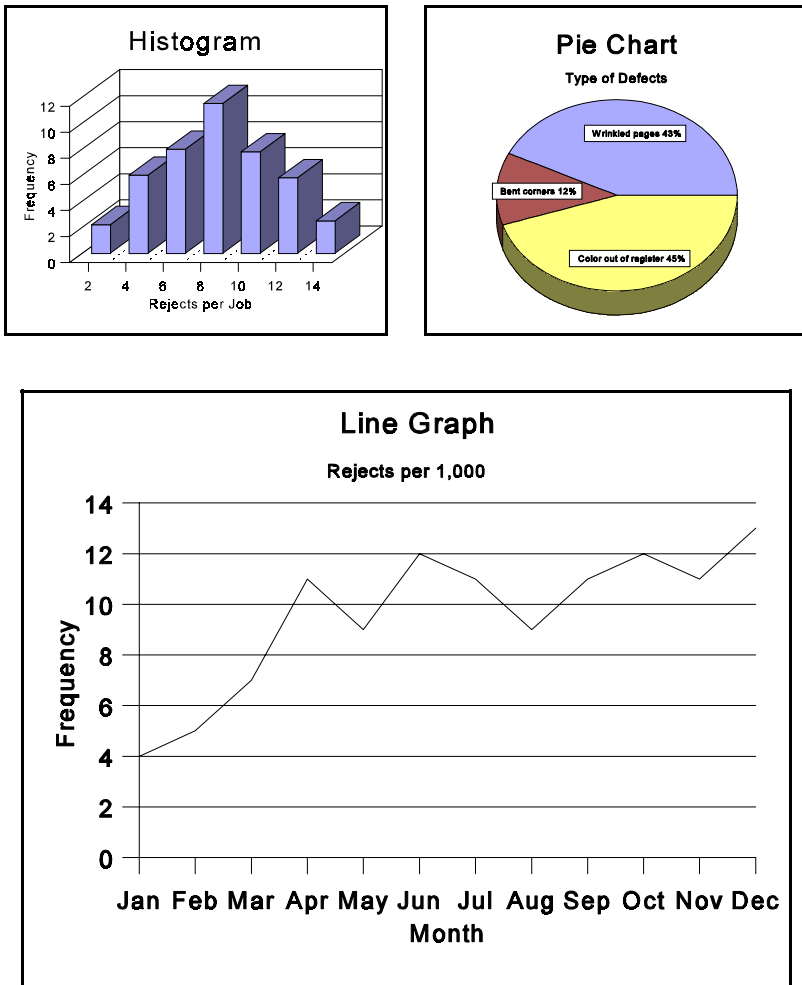 Histogram
12
10
8
6
4
2
0
Frequency
2 4 6 8 10 12 14
Rejects per Job
Pie Chart
Type of Defects
Wrinkled pages 43%
Bent corners 12%
Color out of register 45%
Line Graph
Rejects per 1,000
14
12
10
8
6
4
2
0
Frequency
Jan Feb Mar Apr May Jun Jul Aug Sep Oct Nov Dec
Month